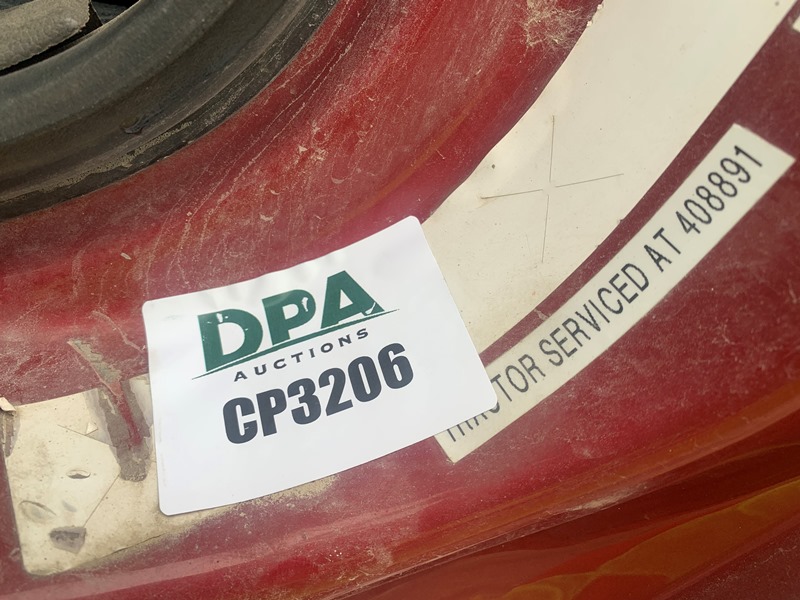 DPA
AUCTIONS
CP3206
TRACTOR SERVICED AT 408891